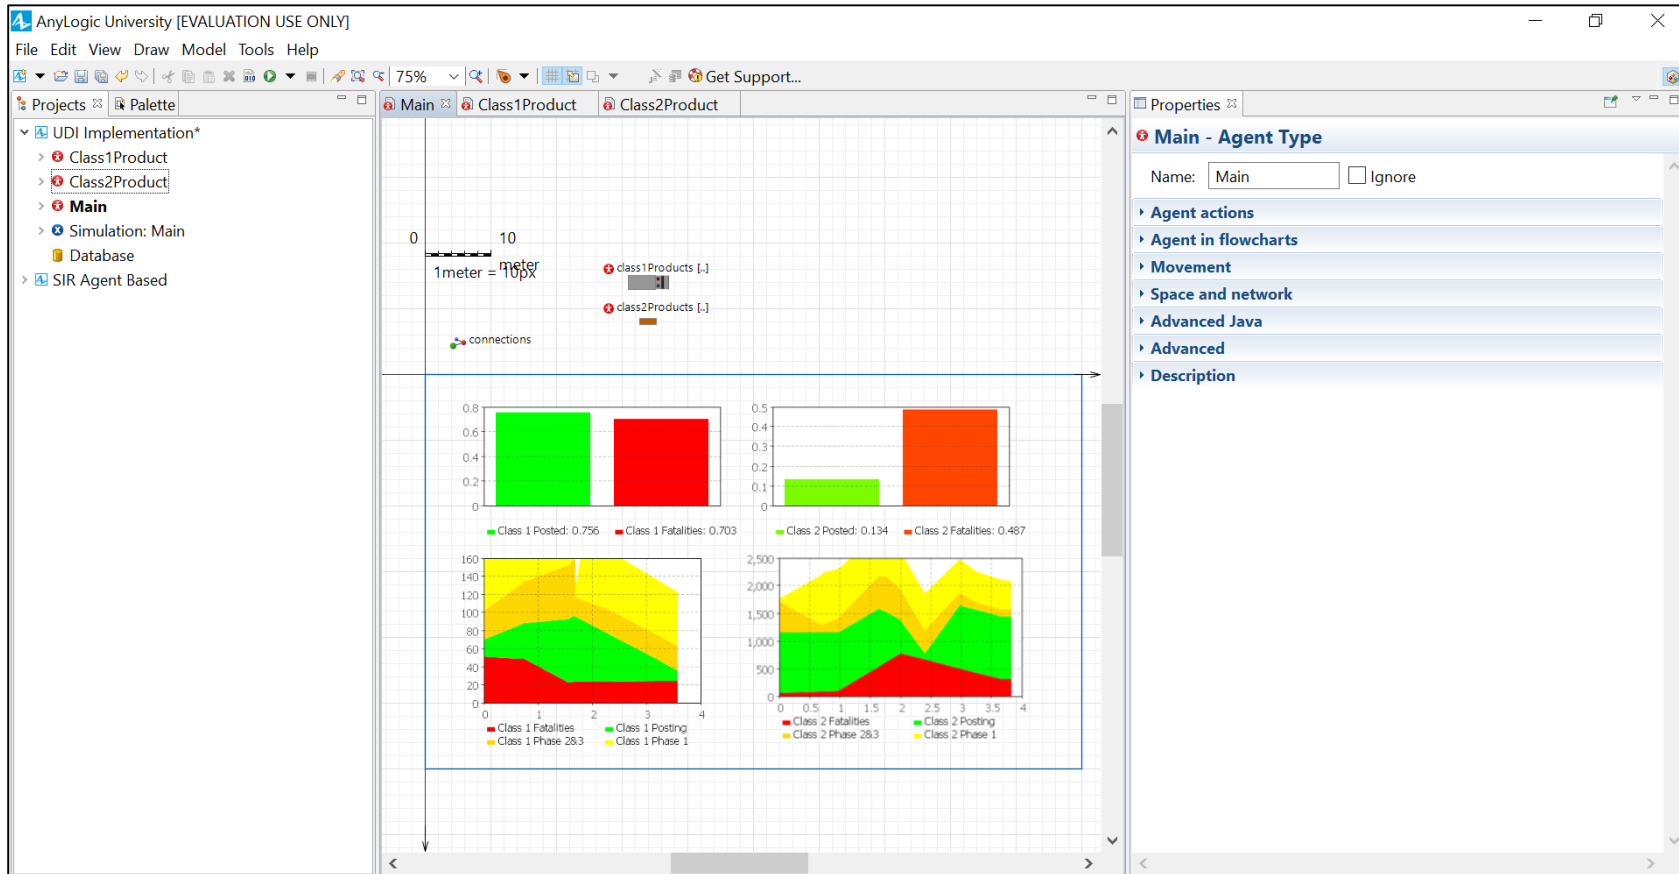 AnyLogic University [EVALUATION USE ONLY]
File Edit View Draw Model Tools Help
75% Get Support...
Projects Palette
UDI Implementation*
Class1Product
Class2Product
Main
Simulation: Main
Database
SIR Agent Based
Main Class1Product Class2Product
0 10
meter
1meter = 10px
class1Products [..]
class2Products [..]
connections
0.8
0.6
0.4
0.2
0
Class 1 Posted: 0.756 Class 1 Fatalities: 0.703
0.5
0.4
0.3
0.2
0.1
0
Class 2 Posted: 0.134 Class 2 Fatalities: 0.487
160
140
120
100
80
60
40
20
0
0 1 2 3 4
Class 1 Fatalities Class 1 Posting
Class 1 Phase 2&3 Class 1 Phase 1
2,500
2,000
1,500
1,000
500
0
0 0.5 1 1.5 2 2.5 3 3.5 4
Class 2 Fatalities Class 2 Posting
Class 2 Phase 2&3 Class 2 Phase 1
Properties
Main - Agent Type
Name: Main Ignore
Agent actions
Agent in flowcharts
Movement
Space and network
Advanced Java
Advanced
Description